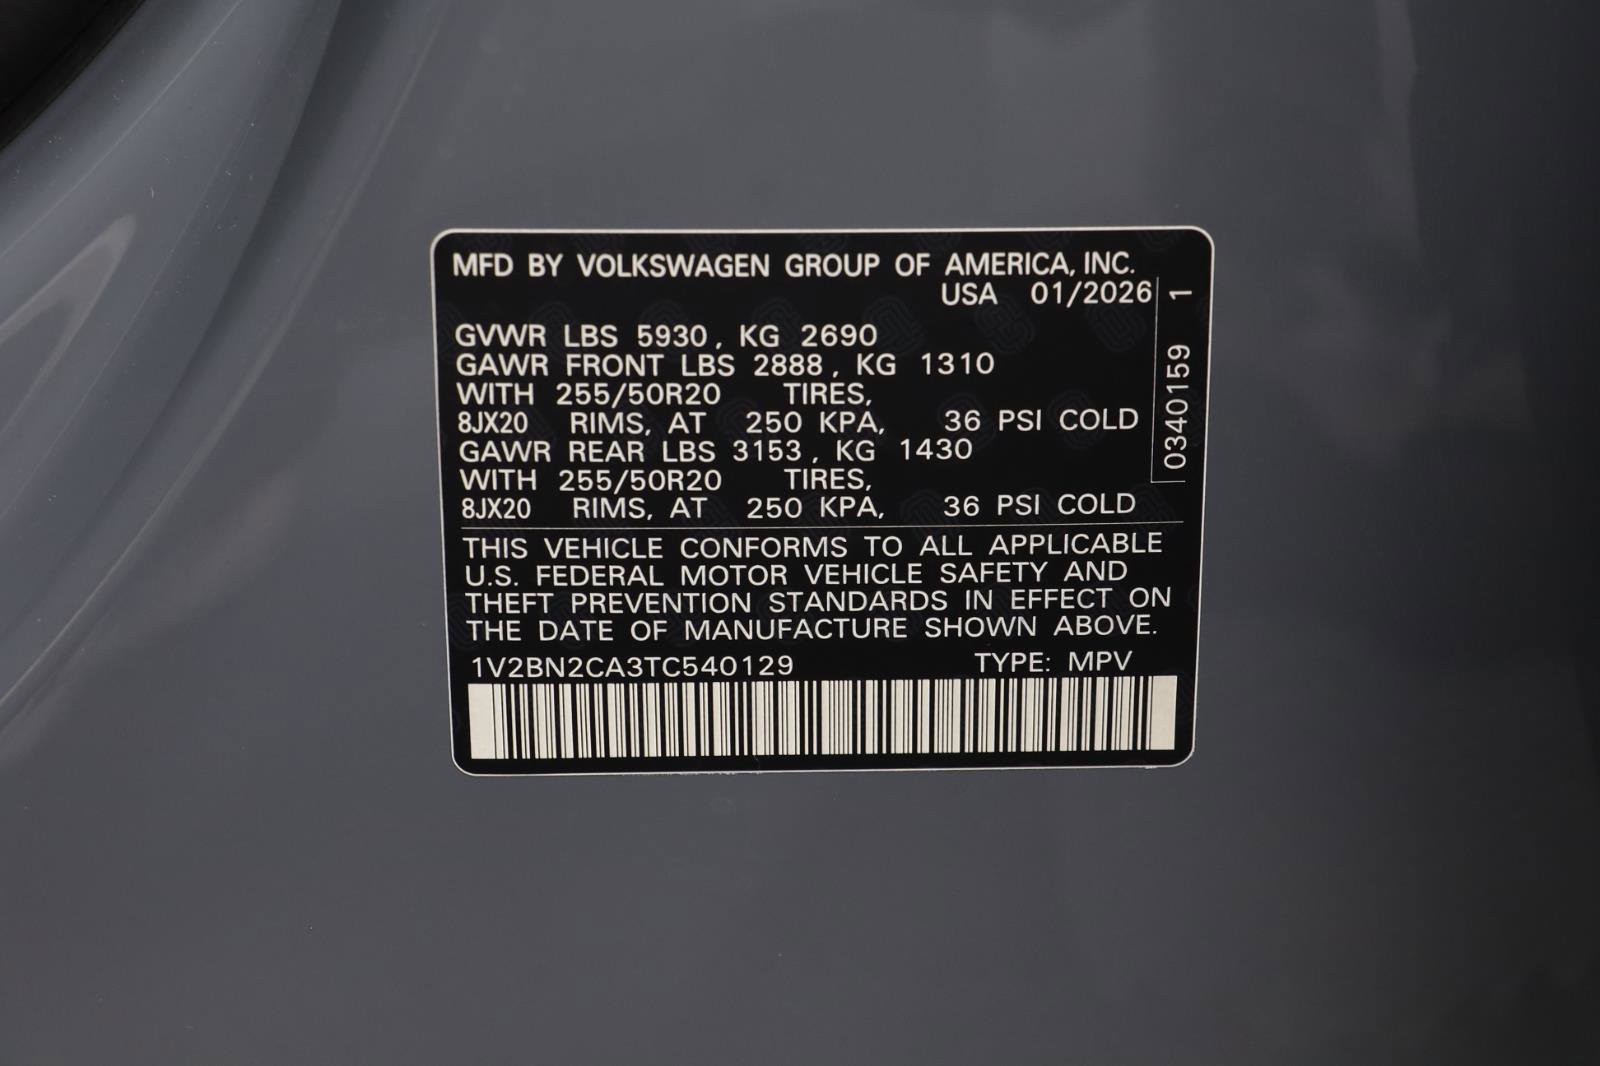 MFD BY VOLKSWAGEN GROUP OF AMERICA, INC.
USA 01/2026
GVWR LBS 5930, KG 2690
GAWR FRONT LBS 2888, KG 1310
WITH 255/50R20 TIRES,
8JX20 RIMS, AT 250 KPA, 36 PSI COLD
GAWR REAR LBS 3153, KG 1430
WITH 255/50R20 TIRES,
8JX20 RIMS, AT 250 KPA, 36 PSI COLD
THIS VEHICLE CONFORMS TO ALL APPLICABLE
U.S. FEDERAL MOTOR VEHICLE SAFETY AND
THEFT PREVENTION STANDARDS IN EFFECT ON
THE DATE OF MANUFACTURE SHOWN ABOVE.
1V2BN2CA3TC540129 TYPE: MPV
0340159 1